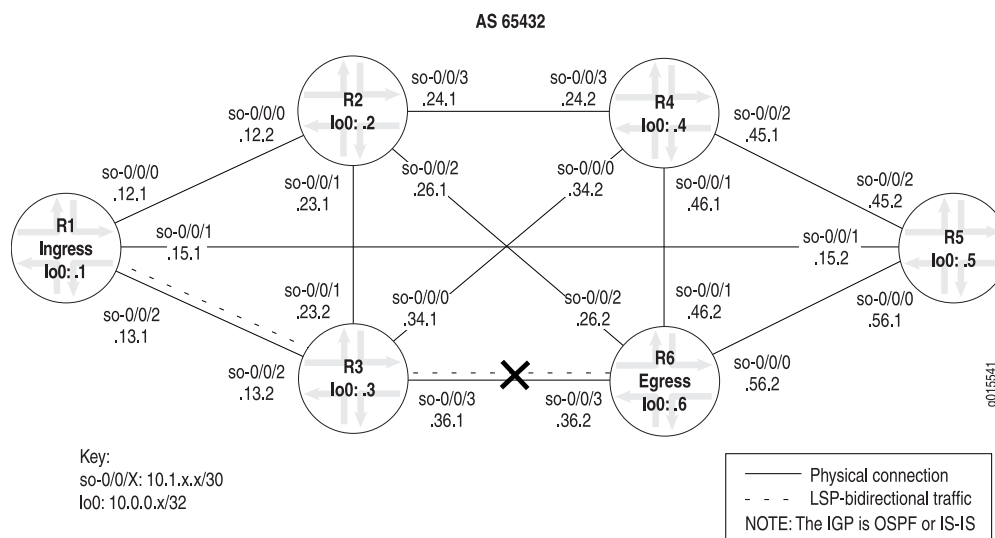 AS 65432
so-0/0/3
.24.1
so-0/0/3
.24.2
R2
lo0: .2
R4
lo0: .4
so-0/0/0
.12.2
so-0/0/2
.45.1
so-0/0/2
.26.1
so-0/0/0
.34.2
so-0/0/0
.12.1
so-0/0/1
.23.1
so-0/0/1
.46.1
so-0/0/2
.45.2
R1
Ingress
lo0: .1
so-0/0/1
.15.1
so-0/0/1
.15.2
R5
lo0: .5
so-0/0/2
.13.1
so-0/0/1
.23.2
so-0/0/0
.34.1
so-0/0/2
.26.2
so-0/0/1
.46.2
so-0/0/0
.56.1
so-0/0/2
.13.2
R3
lo0: .3
R6
Egress
lo0: .6
so-0/0/0
.56.2
so-0/0/3
.36.1
so-0/0/3
.36.2
g015541
Key:
so-0/0/X: 10.1.x.x/30
lo0: 10.0.0.x/32
Physical connection
LSP-bidirectional traffic
NOTE: The IGP is OSPF or IS-IS